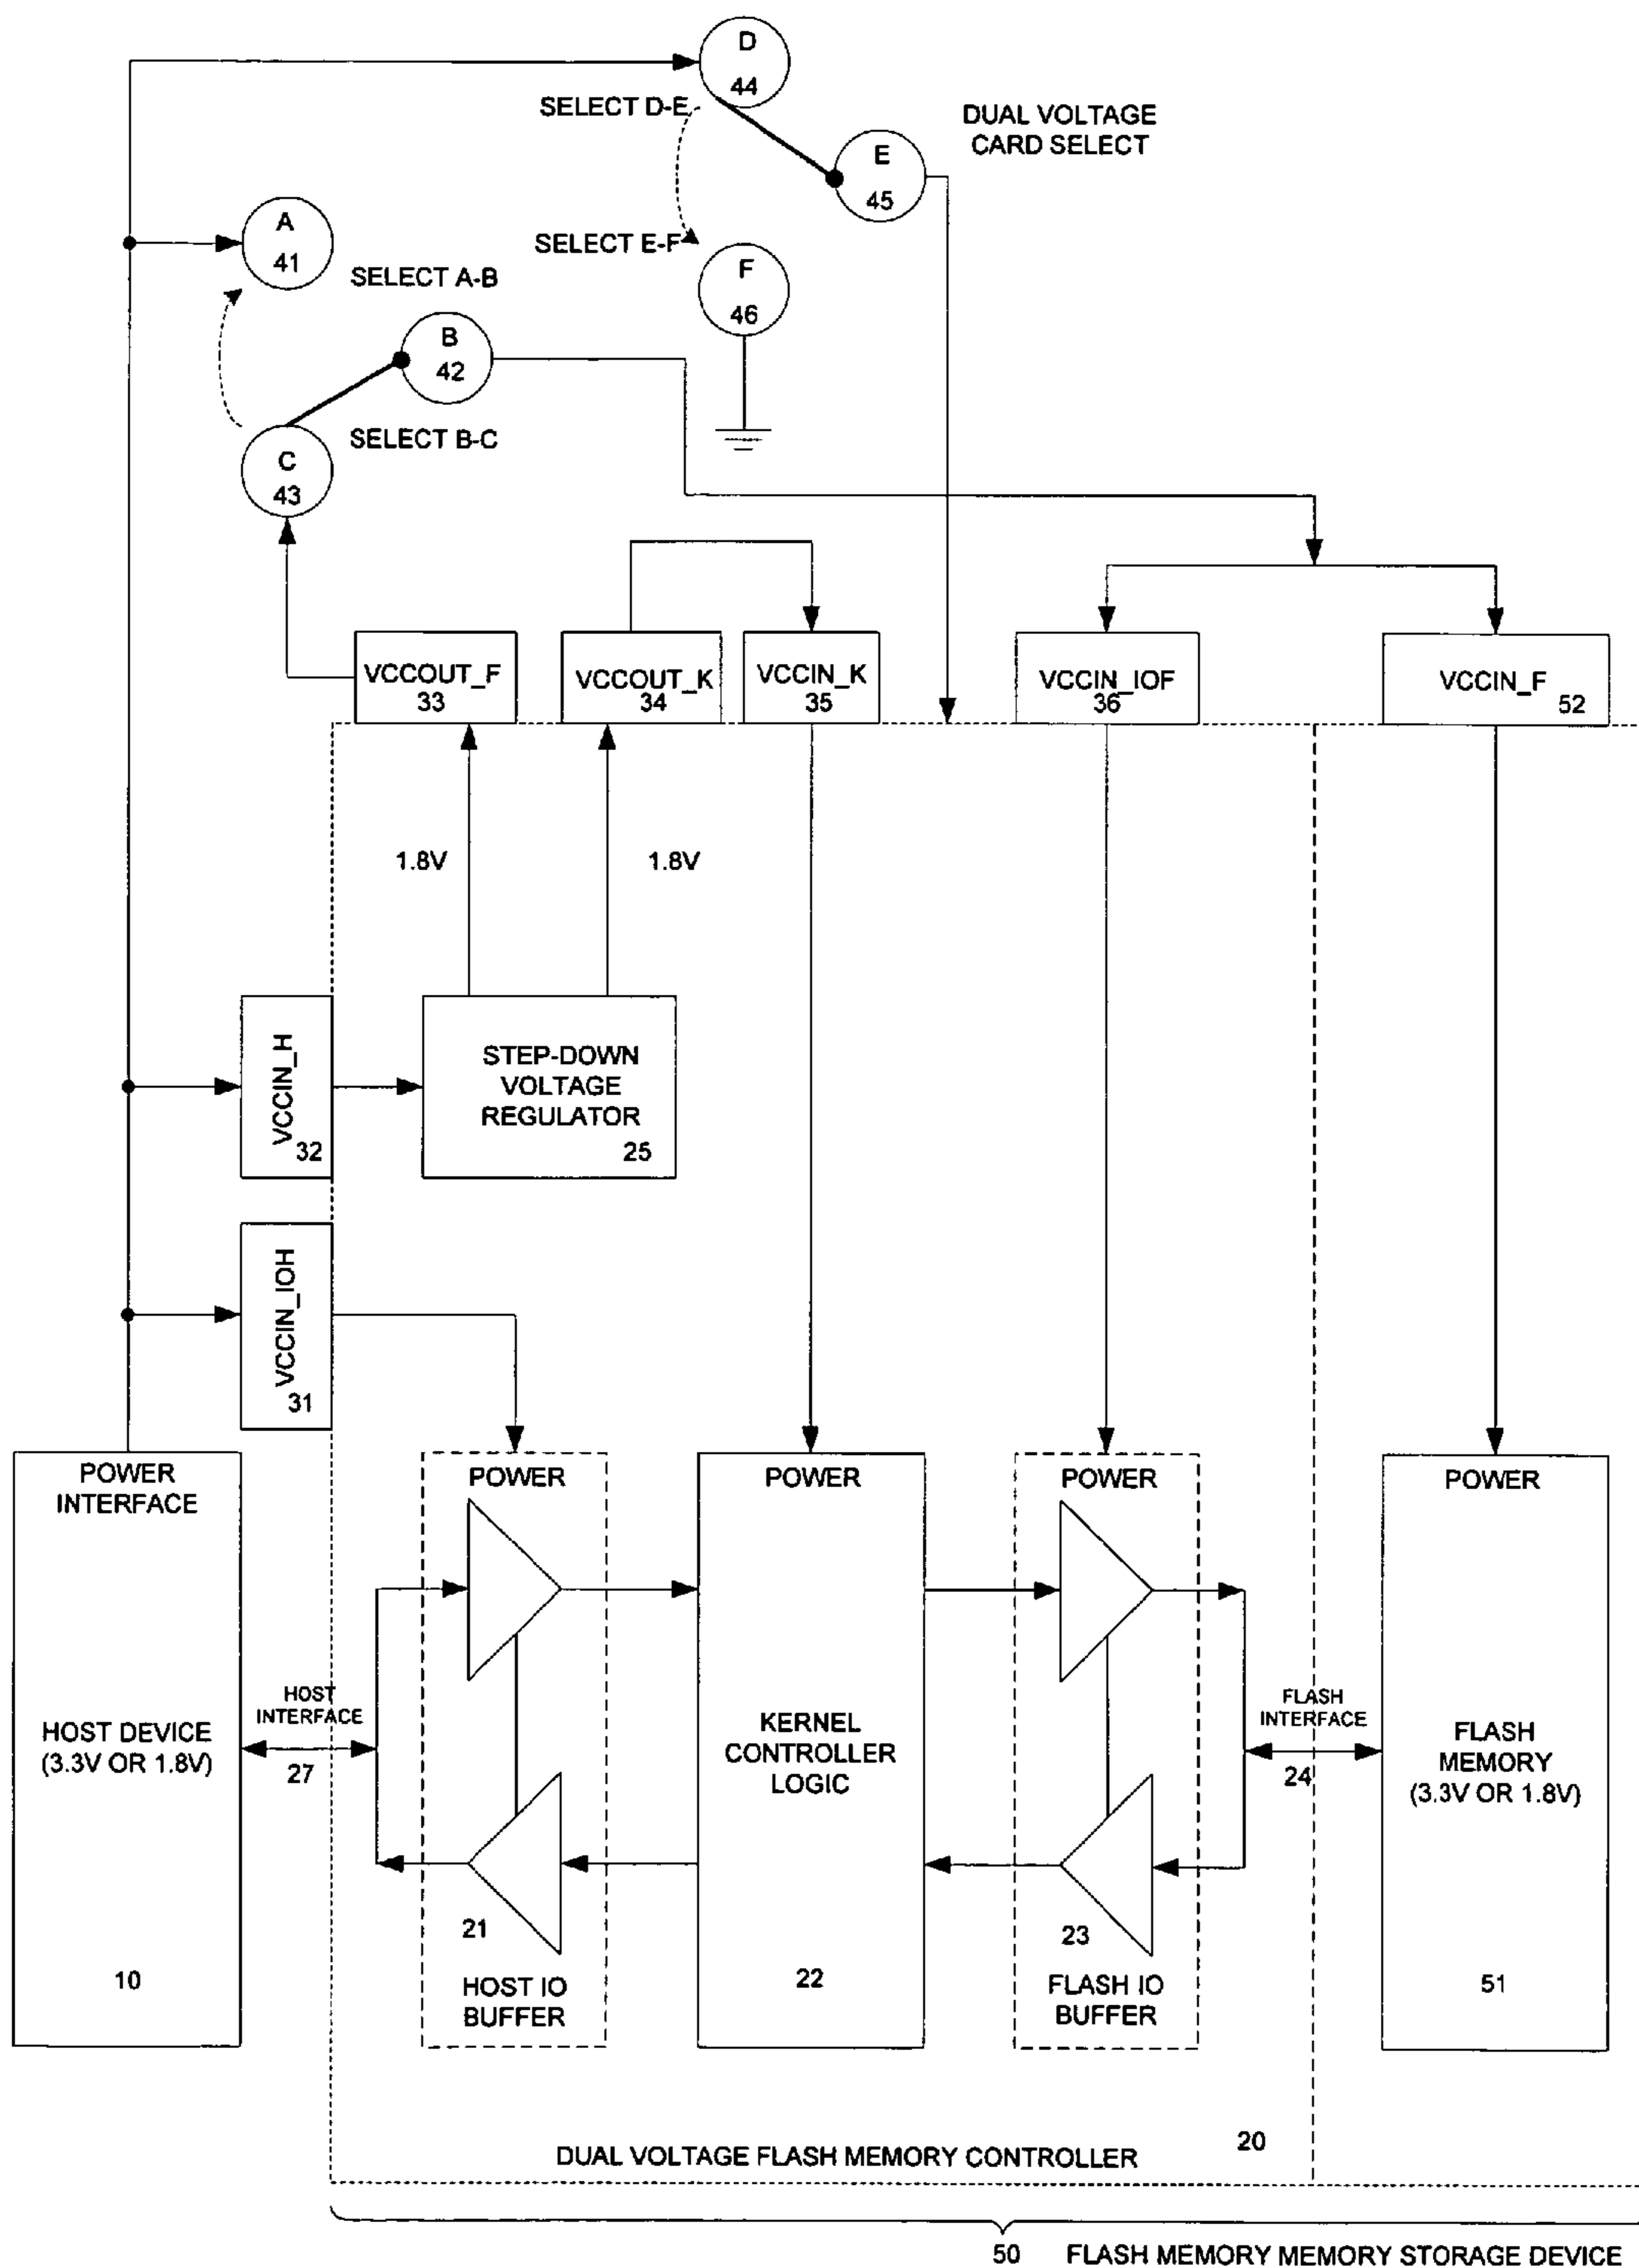 D
44
SELECT D-E
DUAL VOLTAGE
CARD SELECT
E
45
A
41
SELECT E-F
SELECT A-B
F
46
B
42
SELECT B-C
C
43
VCCOUT_F
33
VCCOUT_K
34
VCCIN_K
35
VCCIN_IOF
36
VCCIN_F
52
1.8V
1.8V
VCCIN_H
32
STEP-DOWN
VOLTAGE
REGULATOR
25
VCCIN_IOH
31
POWER
INTERFACE
POWER
POWER
POWER
POWER
HOST DEVICE
(3.3V OR 1.8V)
HOST
INTERFACE
27
KERNEL
CONTROLLER
LOGIC
FLASH
INTERFACE
24
FLASH
MEMORY
(3.3V OR 1.8V)
10
21
HOST IO
BUFFER
22
23
FLASH IO
BUFFER
51
DUAL VOLTAGE FLASH MEMORY CONTROLLER
20
50 FLASH MEMORY MEMORY STORAGE DEVICE